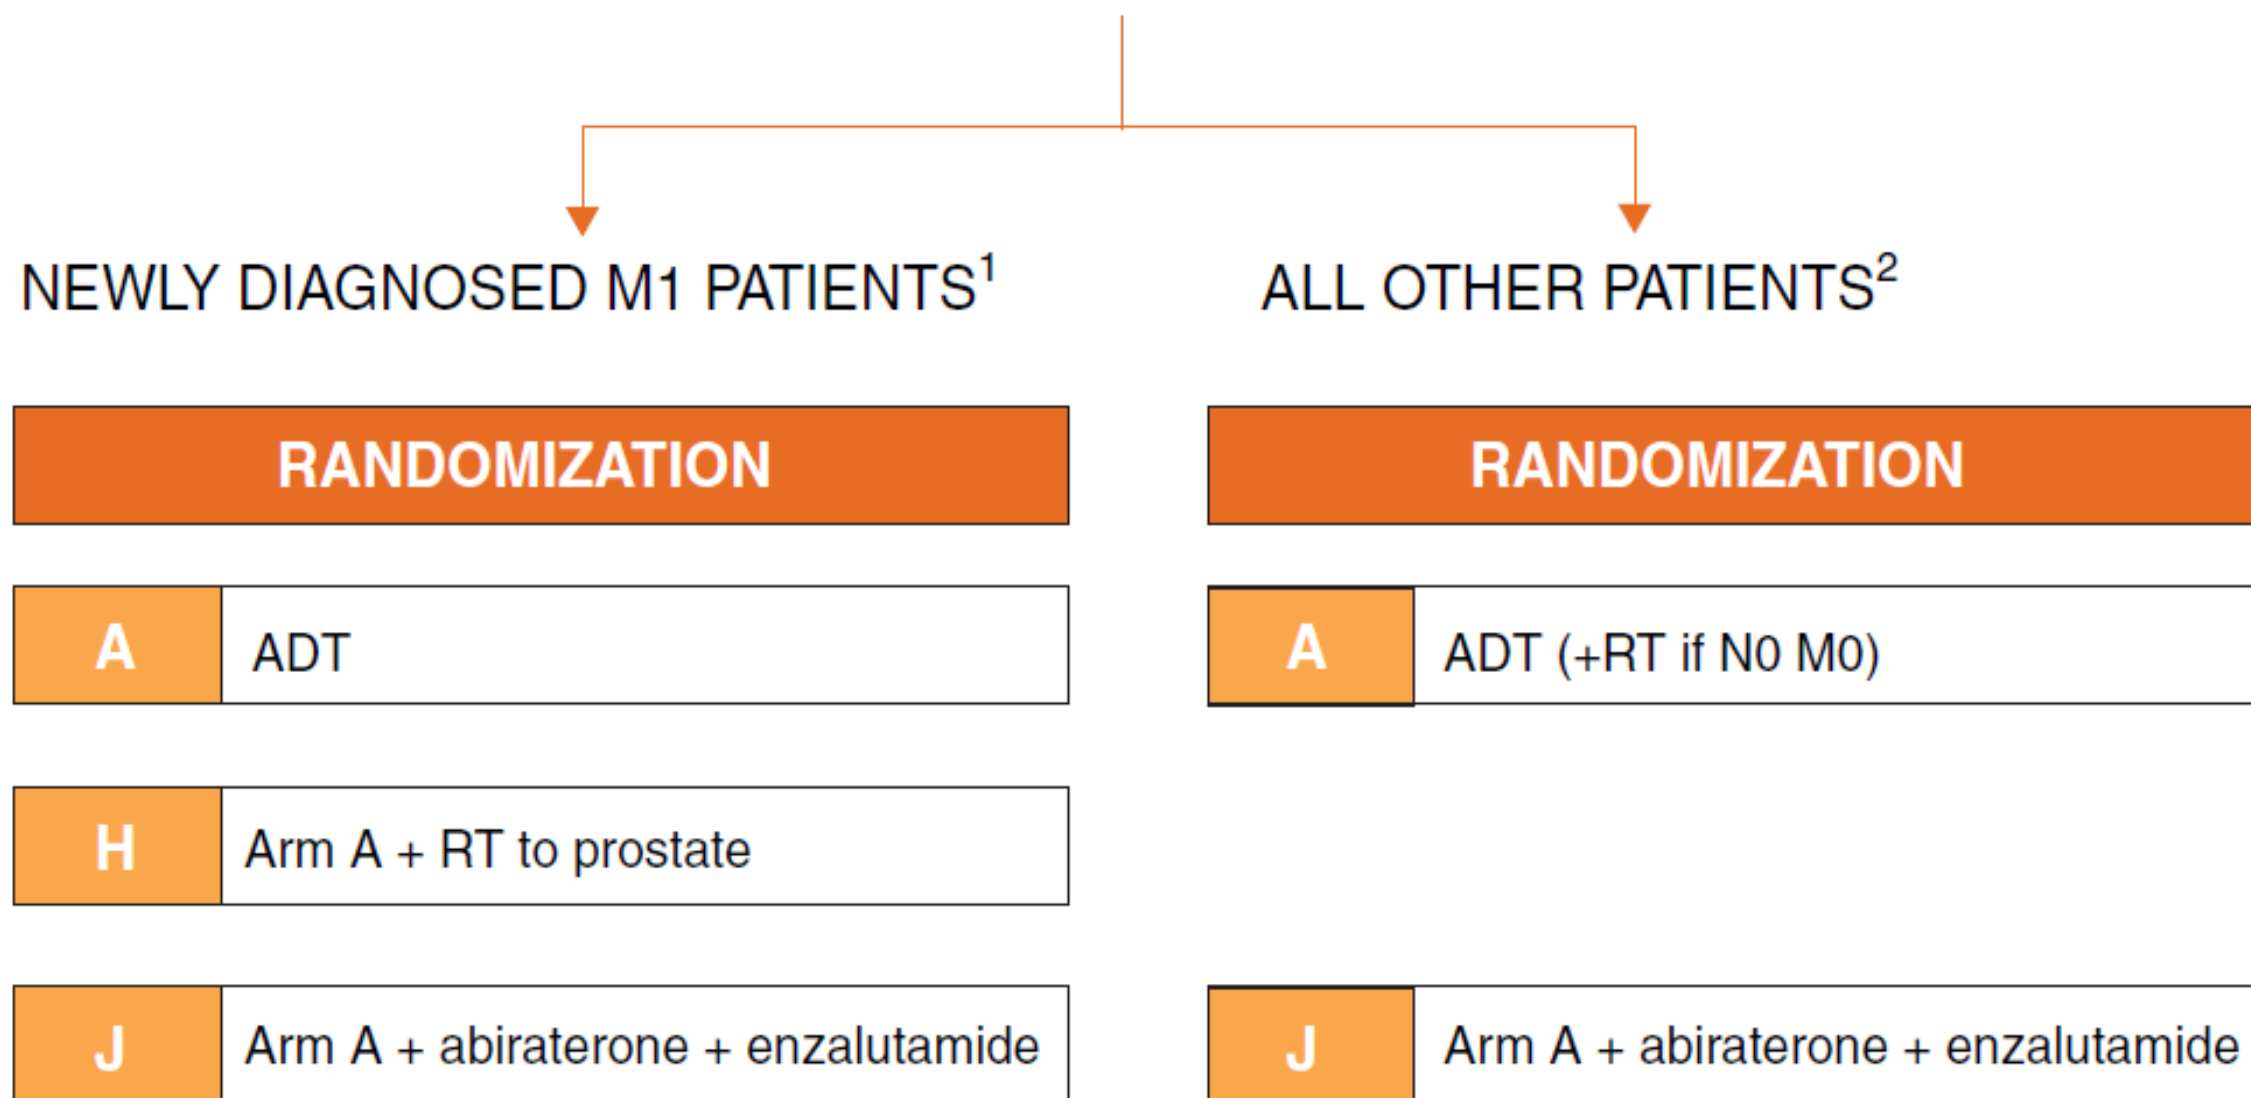 NEWLY DIAGNOSED M1 PATIENTS¹
ALL OTHER PATIENTS²
RANDOMIZATION
RANDOMIZATION
A ADT
A ADT (+RT if N0 M0)
H Arm A + RT to prostate
J Arm A + abiraterone + enzalutamide
J Arm A + abiraterone + enzalutamide